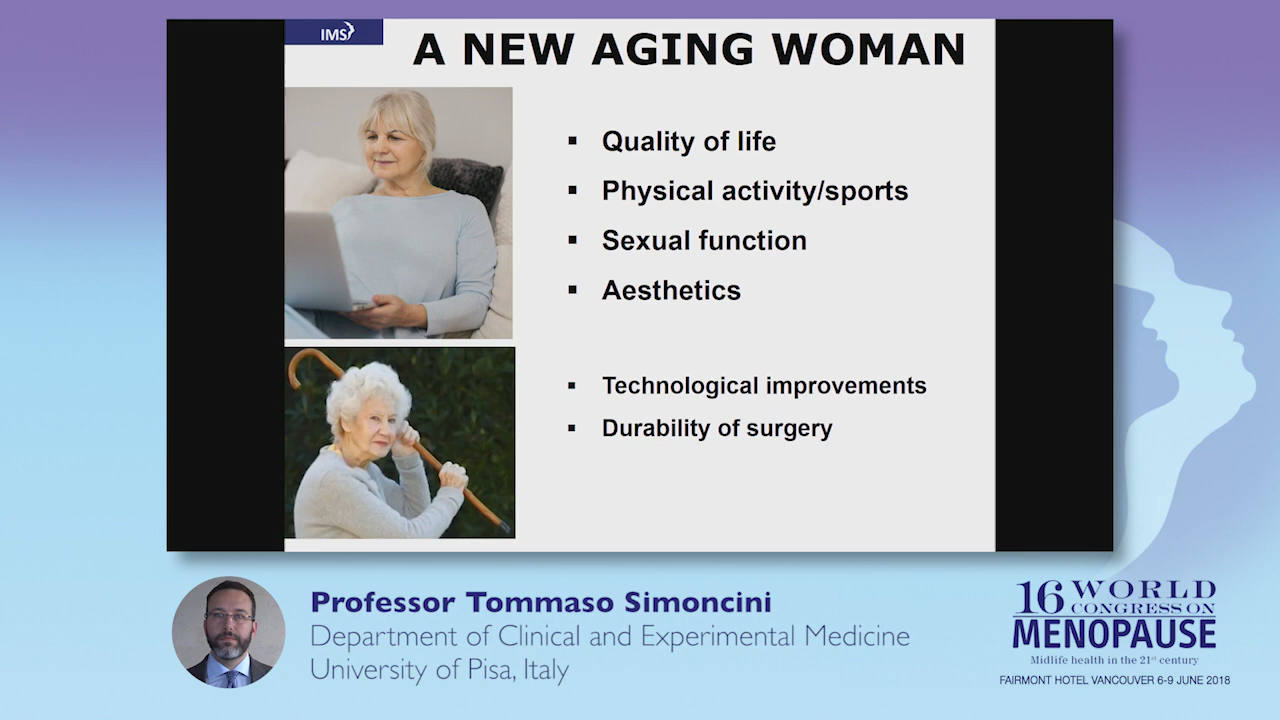 IMS
A NEW AGING WOMAN
▪ Quality of life
▪ Physical activity/sports
▪ Sexual function
▪ Aesthetics
▪ Technological improvements
▪ Durability of surgery
Professor Tommaso Simoncini
Department of Clinical and Experimental Medicine
University of Pisa, Italy
16 WORLD
CONGRESS ON
MENOPAUSE
Midlife health in the 21st century
FAIRMONT HOTEL VANCOUVER 6-9 JUNE 2018